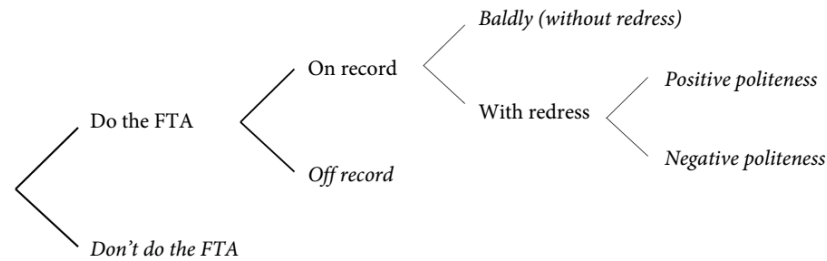 Baldly (without redress)
On record
Positive politeness
With redress
Do the FTA
Negative politeness
Off record
Don't do the FTA